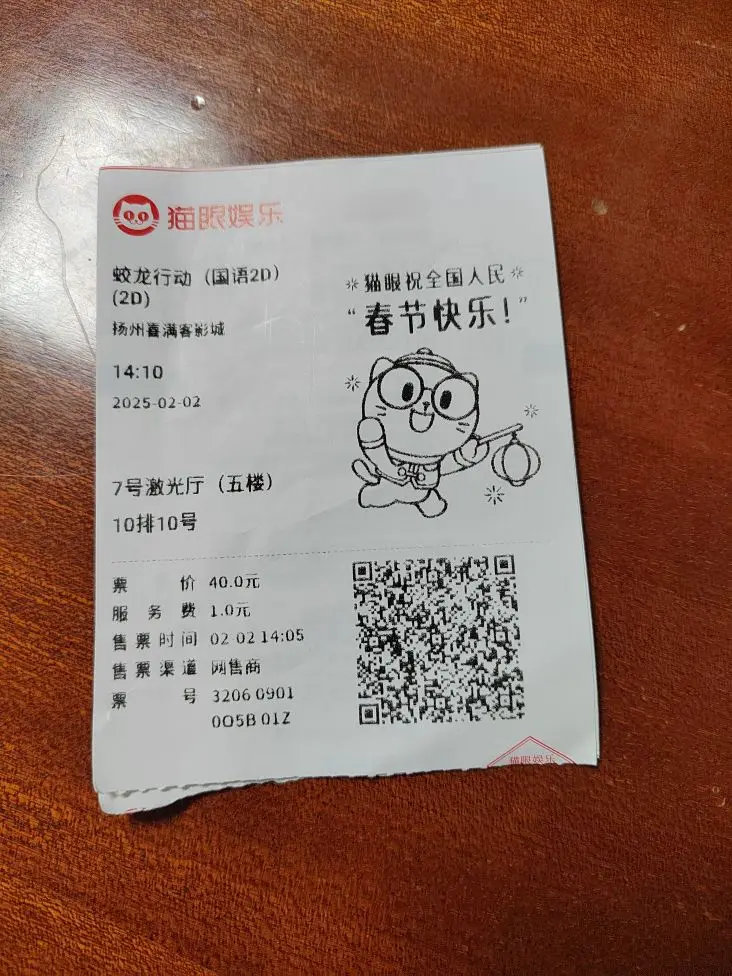 猫眼娱乐
蛟龙行动（国语2D）
(2D)
扬州喜满客影城
14:10
2025-02-02
7号激光厅（五楼）
10排10号
猫眼祝全国人民
“春节快乐！”
票价 40.0元
服务费 1.0元
售票时间 02-02 14:05
售票渠道 网售商
票号 3206 0901
0Q5B 01Z
猫眼娱乐